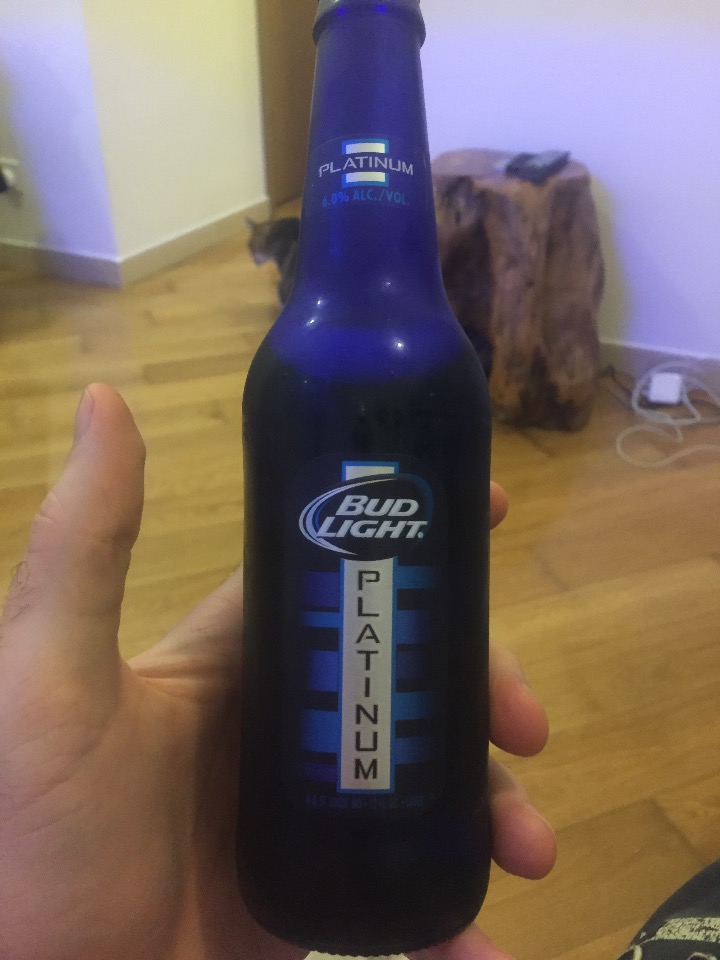 PLATINUM
6.0% ALC./VOL.
BUD
LIGHT.
PLATINUM